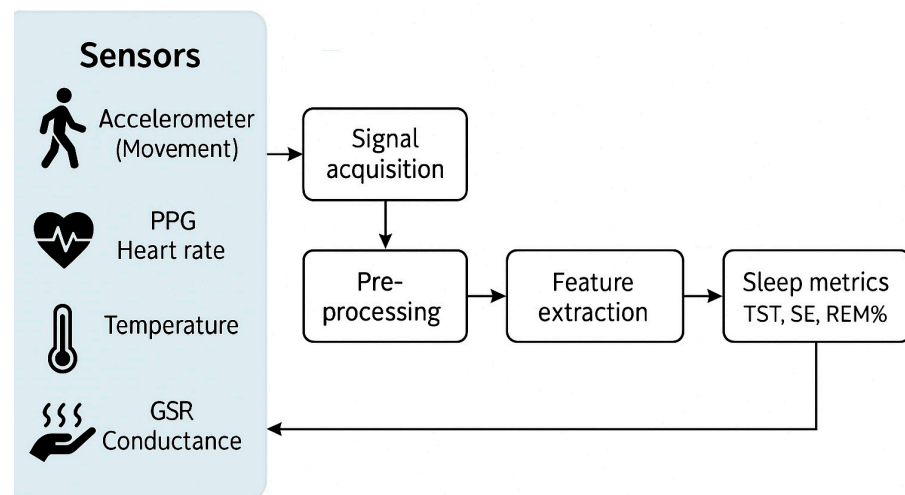 Sensors
Accelerometer
(Movement)
PPG
Heart rate
Temperature
GSR
Conductance
Signal
acquisition
Pre-
processing
Feature
extraction
Sleep metrics
TST, SE, REM%